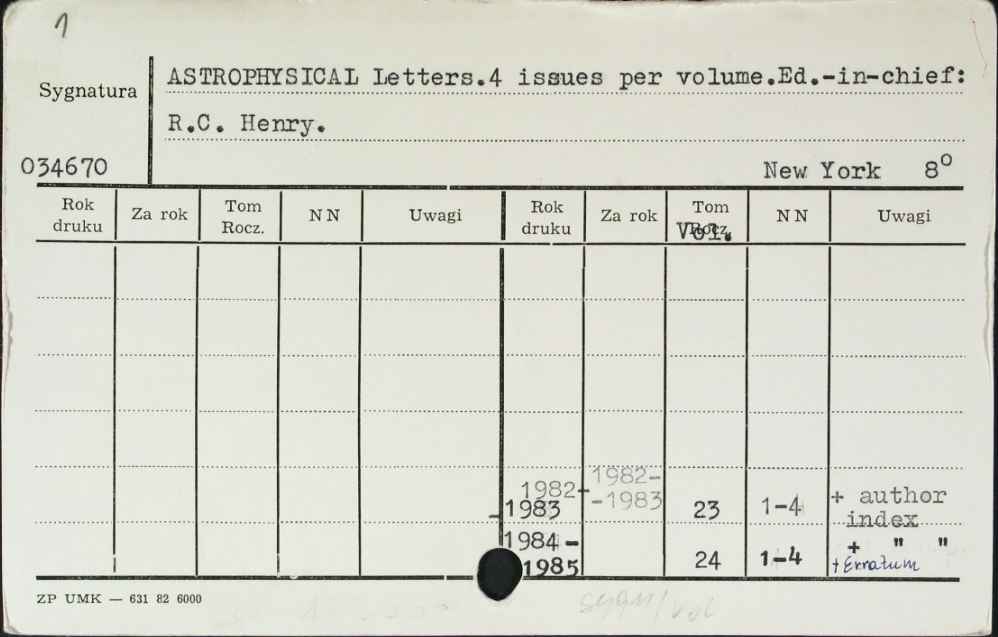 1
Sygnatura
ASTROPHYSICAL Letters.4 issues per volume.Ed.-in-chief:
R.C. Henry.
034670
New York 8°
Rok druku Za rok Tom Rocz. NN Uwagi Rok druku Za rok Tom Rocz. Vol. NN Uwagi
1982- 1982-
-1983 -1983 23 1-4 + author
index
1984-
1985 24 1-4 + " "
+ Erratum
ZP UMK — 631 82 6000